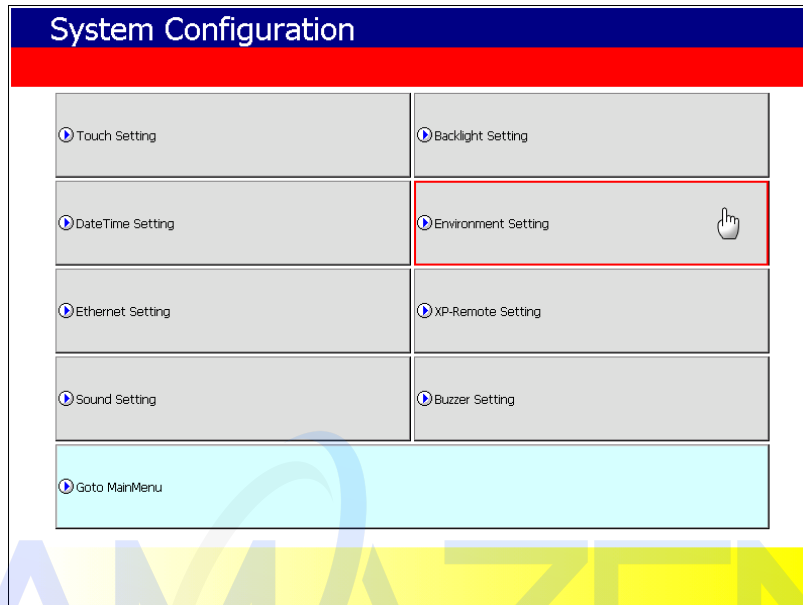 System Configuration
Touch Setting
Backlight Setting
DateTime Setting
Environment Setting
Ethernet Setting
XP-Remote Setting
Sound Setting
Buzzer Setting
Goto MainMenu